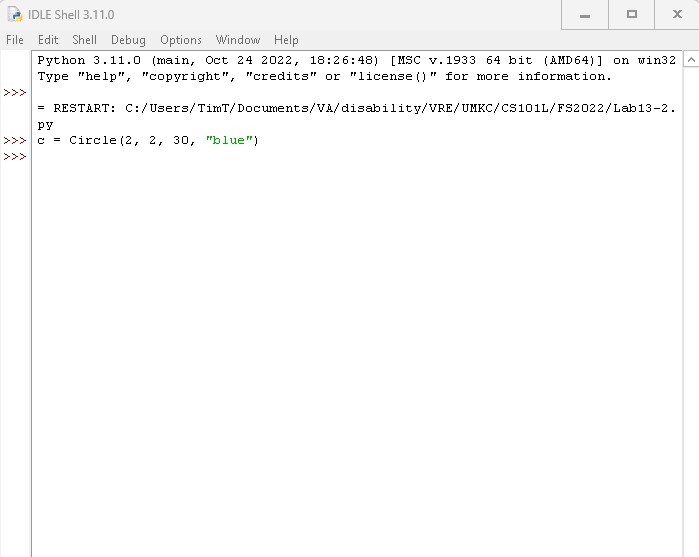 IDLE Shell 3.11.0
File Edit Shell Debug Options Window Help
Python 3.11.0 (main, Oct 24 2022, 18:26:48) [MSC v.1933 64 bit (AMD64)] on win32
Type "help", "copyright", "credits" or "license()" for more information.
>>>
= RESTART: C:/Users/TimT/Documents/VA/disability/VRE/UMKC/CS101L/FS2022/Lab13-2.
py
>>> c = Circle(2, 2, 30, "blue")
>>>